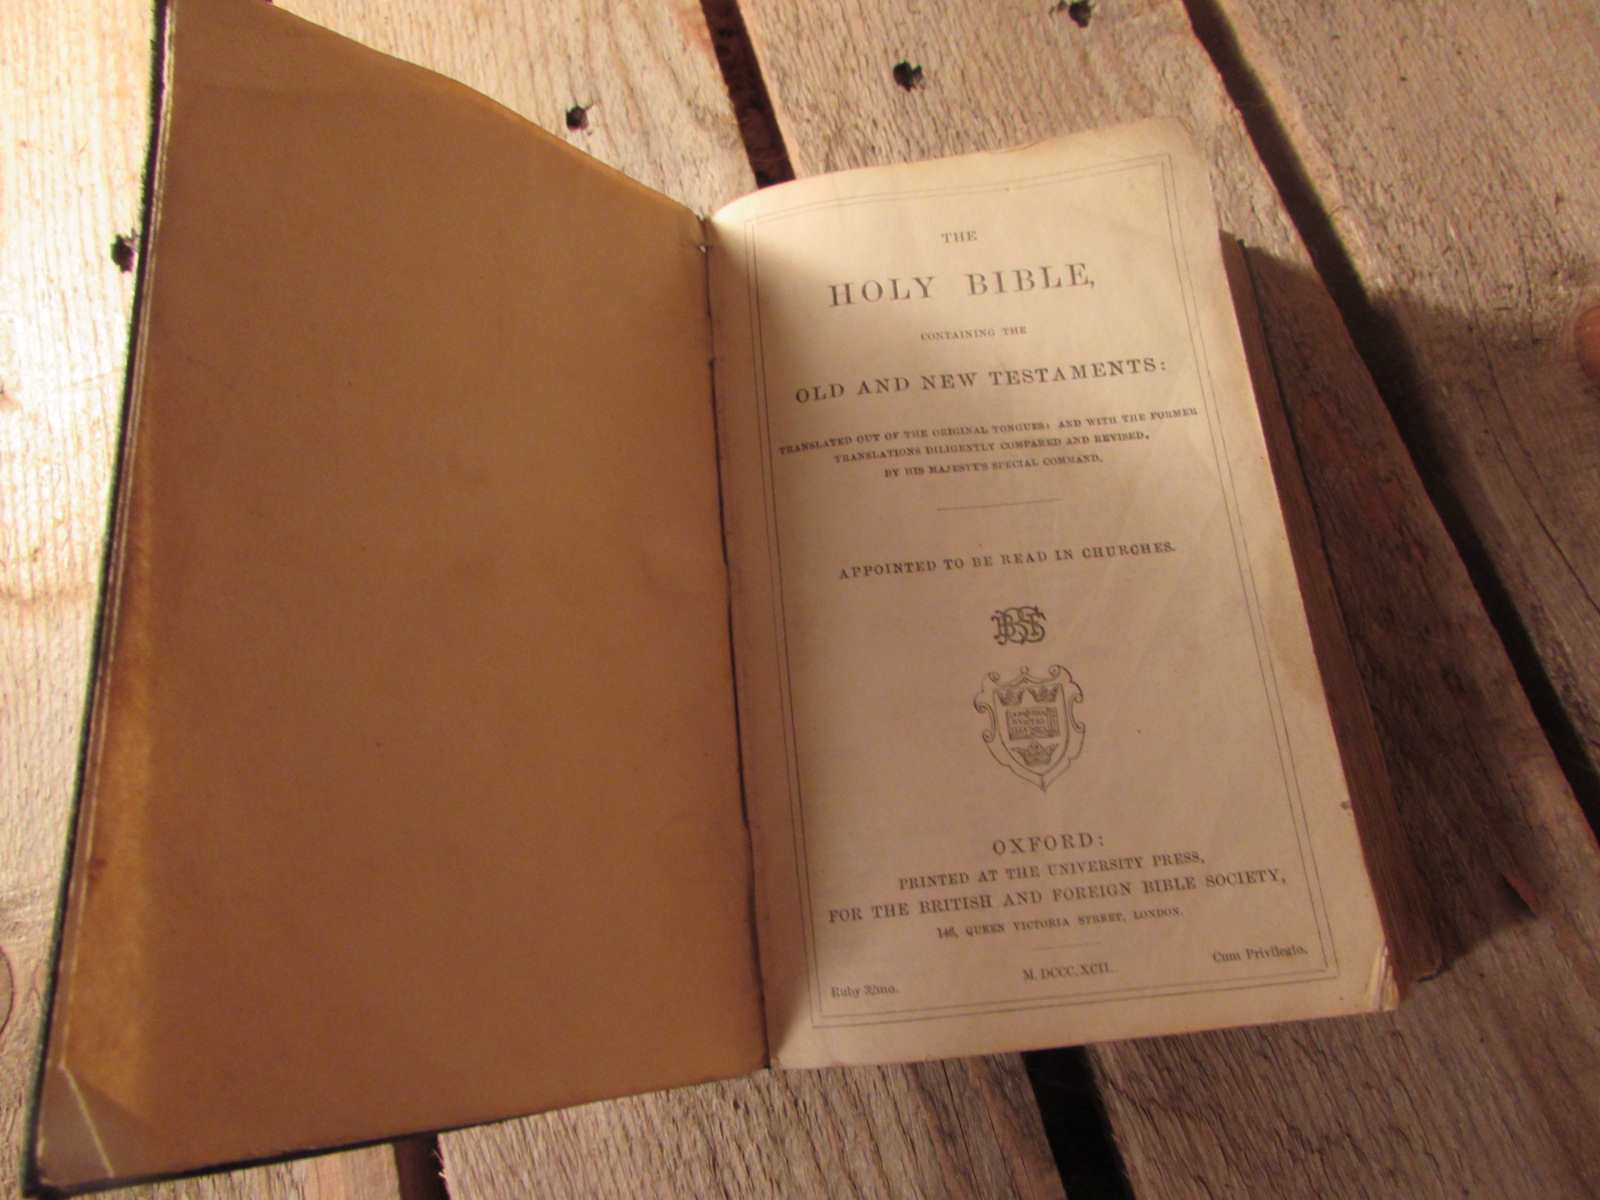 THE
HOLY BIBLE,
CONTAINING THE
OLD AND NEW TESTAMENTS:
TRANSLATED OUT OF THE ORIGINAL TONGUES: AND WITH THE FORMER
TRANSLATIONS DILIGENTLY COMPARED AND REVISED,
BY HIS MAJESTY'S SPECIAL COMMAND.
APPOINTED TO BE READ IN CHURCHES.
OXFORD:
PRINTED AT THE UNIVERSITY PRESS,
FOR THE BRITISH AND FOREIGN BIBLE SOCIETY,
146, QUEEN VICTORIA STREET, LONDON.
Ruby 32mo.
M.DCCC.XCII.
Cum Privilegio.